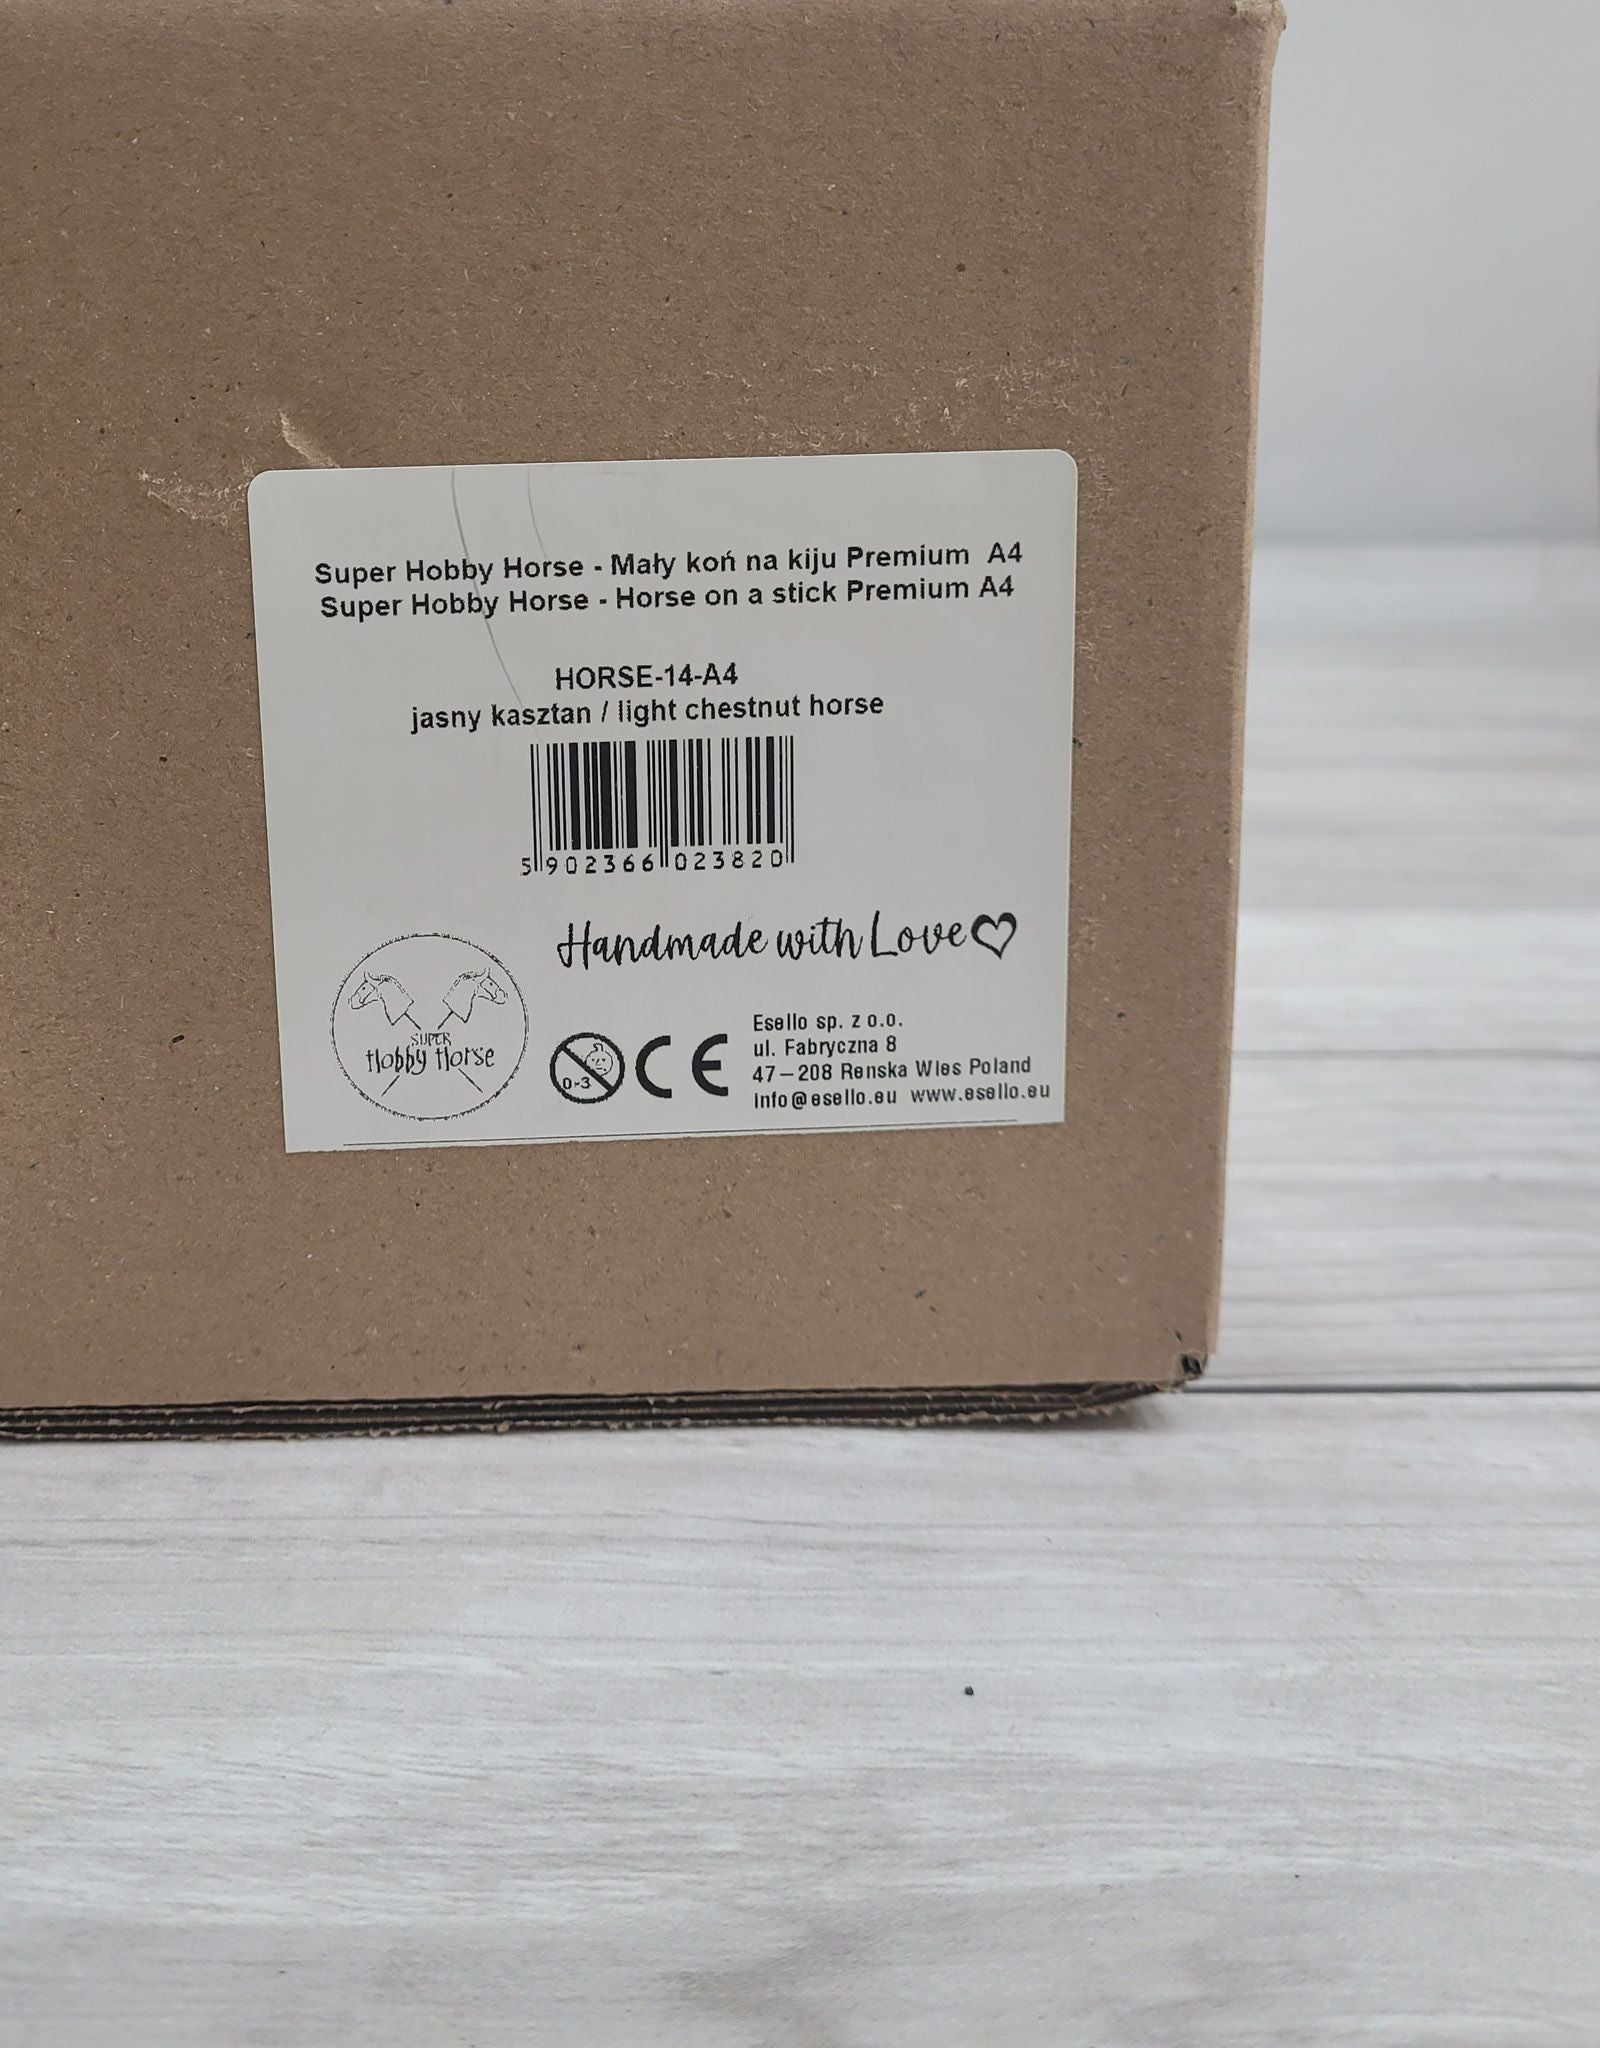 Super Hobby Horse - Mały koń na kiju Premium A4
Super Hobby Horse - Horse on a stick Premium A4
HORSE-14-A4
jasny kasztan / light chestnut horse
5 902366 023820
Handmade with Love
SUPER
Hobby Horse
0-3
CE
Esello sp. z o.o.
ul. Fabryczna 8
47-208 Renska Wies Poland
info@esello.eu www.esello.eu